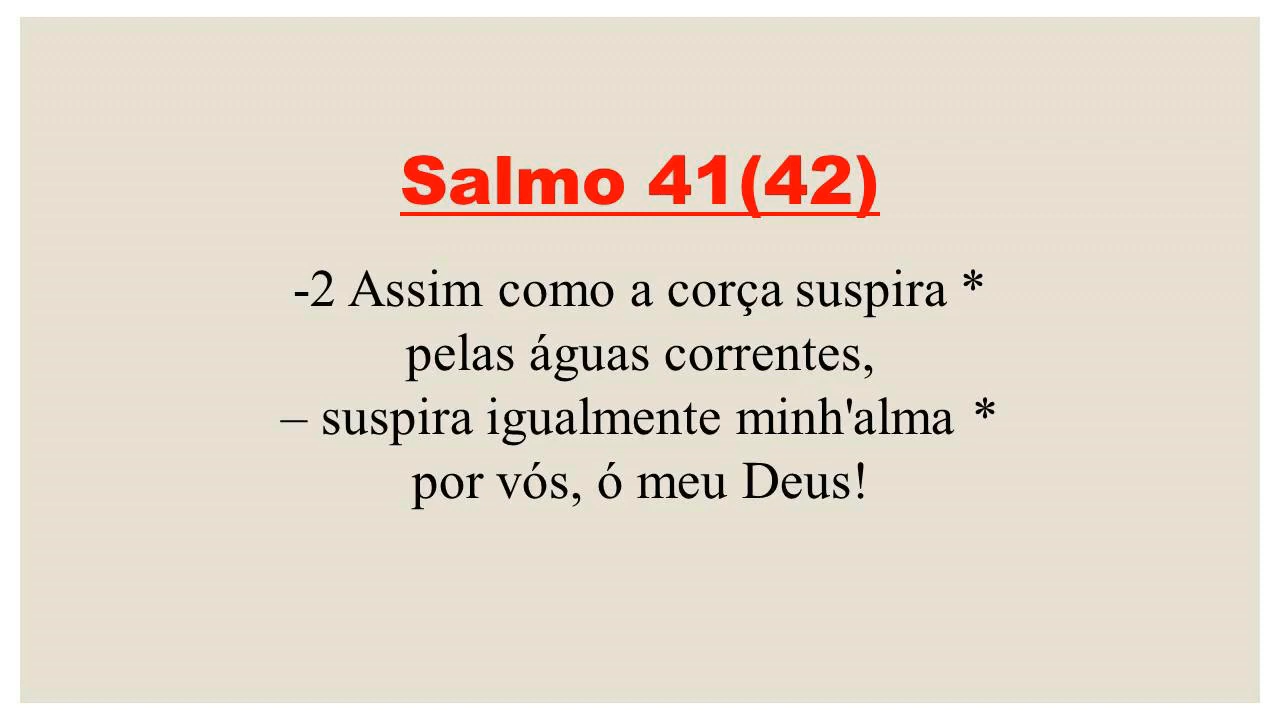 Salmo 41(42)
-2 Assim como a corça suspira *
pelas águas correntes,
– suspira igualmente minh'alma *
por vós, ó meu Deus!